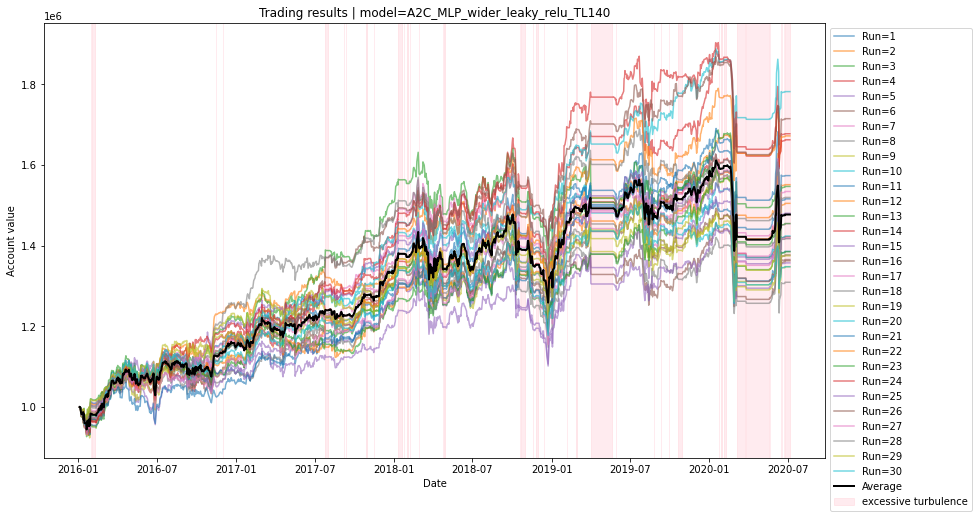 Trading results | model=A2C_MLP_wider_leaky_relu_TL140
1e6
1.8
1.6
1.4
1.2
1.0
Account value
2016-01
2016-07
2017-01
2017-07
2018-01
2018-07
2019-01
2019-07
2020-01
2020-07
Date
Run=1
Run=2
Run=3
Run=4
Run=5
Run=6
Run=7
Run=8
Run=9
Run=10
Run=11
Run=12
Run=13
Run=14
Run=15
Run=16
Run=17
Run=18
Run=19
Run=20
Run=21
Run=22
Run=23
Run=24
Run=25
Run=26
Run=27
Run=28
Run=29
Run=30
Average
excessive turbulence